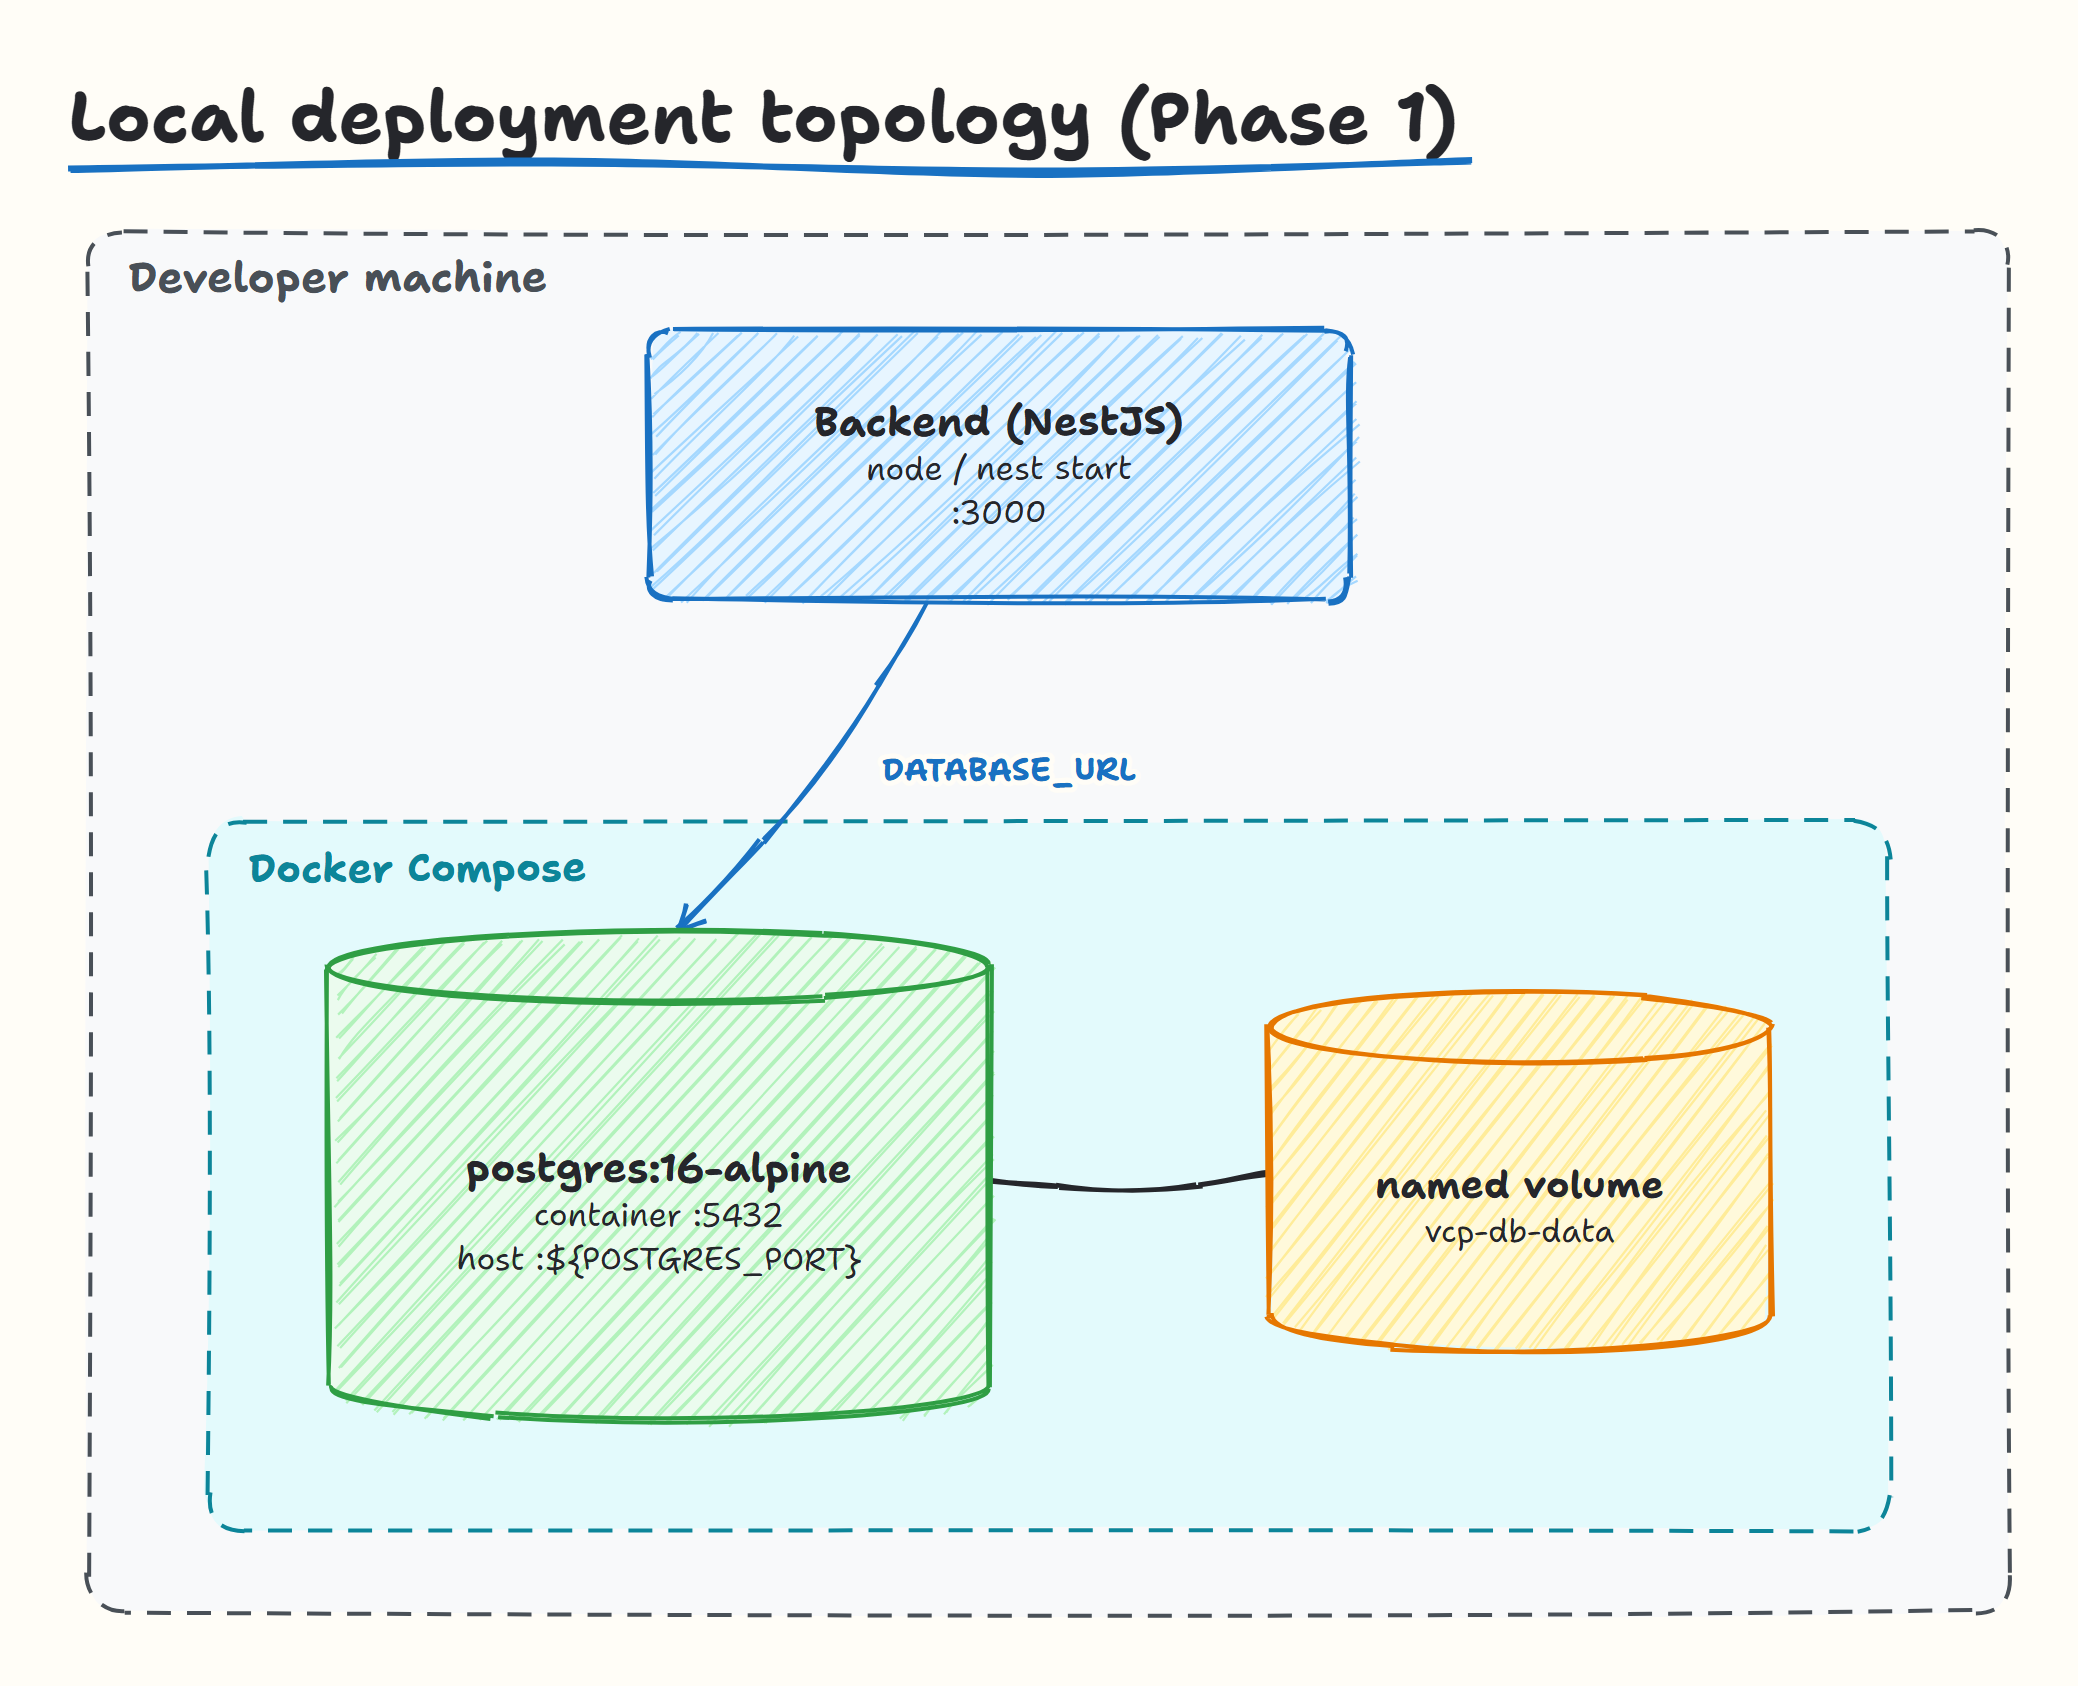 Local deployment topology (Phase 1)
Developer machine
Backend (NestJS)
node / nest start
:3000
DATABASE_URL
Docker Compose
postgres:16-alpine
container :5432
host :${POSTGRES_PORT}
named volume
vcp-db-data